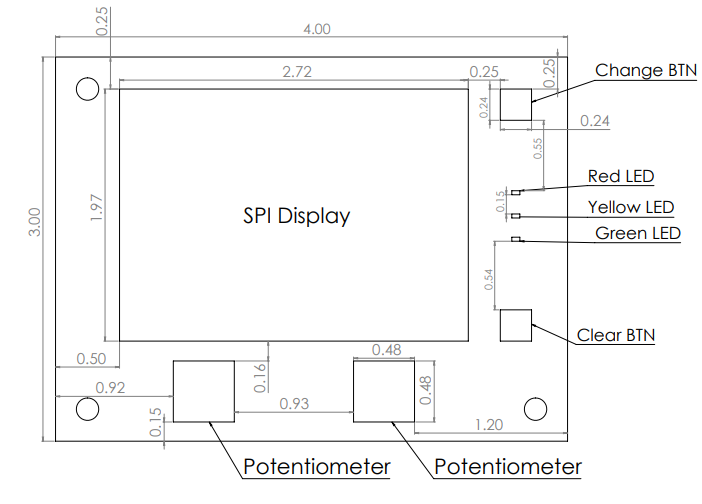 4.00
0.25
2.72
0.25
0.25
Change BTN
0.24
0.24
0.55
Red LED
0.15
Yellow LED
Green LED
1.97
SPI Display
3.00
0.54
Clear BTN
0.50
0.16
0.48
0.92
0.48
0.93
0.15
1.20
Potentiometer
Potentiometer